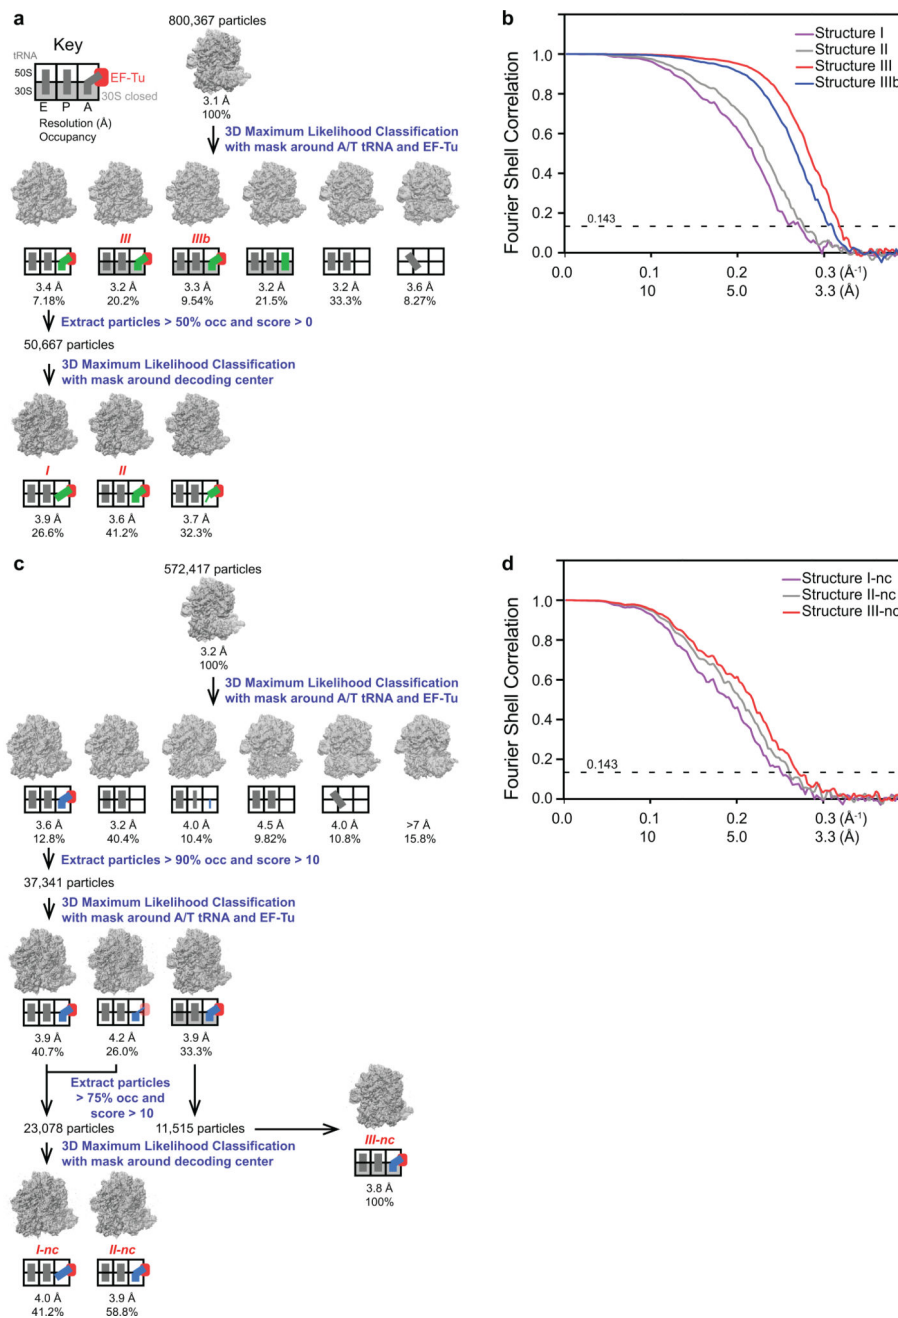 a
Key
tRNA
50S
30S
EF-Tu
30S closed
E P A
Resolution (Å)
Occupancy
800,367 particles
3.1 Å
100%
3D Maximum Likelihood Classification
with mask around A/T tRNA and EF-Tu
III
IIIb
3.4 Å 3.2 Å 3.3 Å 3.2 Å 3.2 Å 3.6 Å
7.18% 20.2% 9.54% 21.5% 33.3% 8.27%
Extract particles > 50% occ and score > 0
50,667 particles
3D Maximum Likelihood Classification
with mask around decoding center
I
II
3.9 Å 3.6 Å 3.7 Å
26.6% 41.2% 32.3%
b
Structure I
Structure II
Structure III
Structure IIIb
Fourier Shell Correlation
1.0
0.8
0.6
0.4
0.2
0.0
0.143
0.0 0.1 0.2 0.3 (Å⁻¹)
10 5.0 3.3 (Å)
c
572,417 particles
3.2 Å
100%
3D Maximum Likelihood Classification
with mask around A/T tRNA and EF-Tu
3.6 Å 3.2 Å 4.0 Å 4.5 Å 4.0 Å >7 Å
12.8% 40.4% 10.4% 9.82% 10.8% 15.8%
Extract particles > 90% occ and score > 10
37,341 particles
3D Maximum Likelihood Classification
with mask around A/T tRNA and EF-Tu
3.9 Å 4.2 Å 3.9 Å
40.7% 26.0% 33.3%
Extract particles
> 75% occ and
score > 10
23,078 particles 11,515 particles
3D Maximum Likelihood Classification
with mask around decoding center
III-nc
3.8 Å
100%
I-nc
II-nc
4.0 Å 3.9 Å
41.2% 58.8%
d
Structure I-nc
Structure II-nc
Structure III-nc
Fourier Shell Correlation
1.0
0.8
0.6
0.4
0.2
0.0
0.143
0.0 0.1 0.2 0.3 (Å⁻¹)
10 5.0 3.3 (Å)